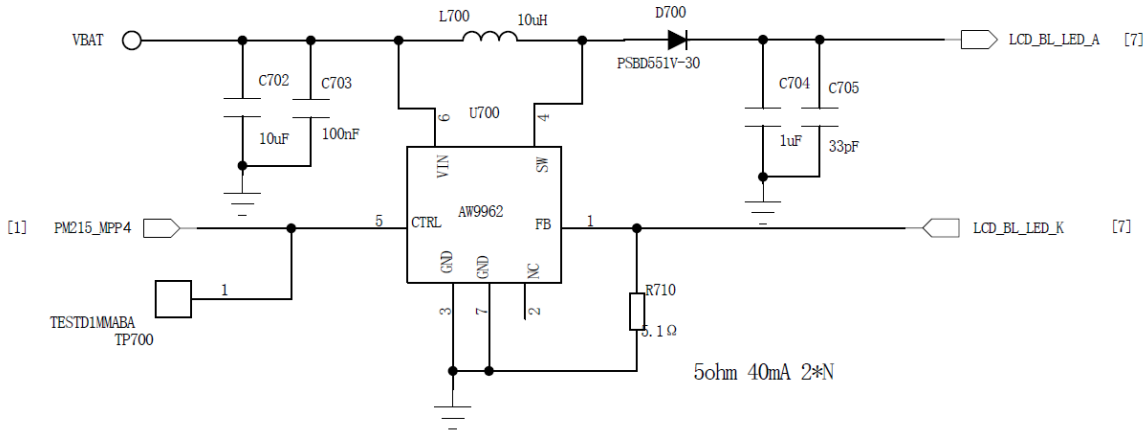 L700
10uH
D700
VBAT
LCD_BL_LED_A
[7]
PSBD551V-30
C702
C703
C704
C705
10uF
100nF
U700
1uF
33pF
6
4
VIN
SW
AW9962
[1]
PM215_MPP4
5
CTRL
FB
1
LCD_BL_LED_K
[7]
GND
GND
NC
1
3
7
2
R710
5.1Ω
TESTD1MMABA
TP700
5ohm 40mA 2*N